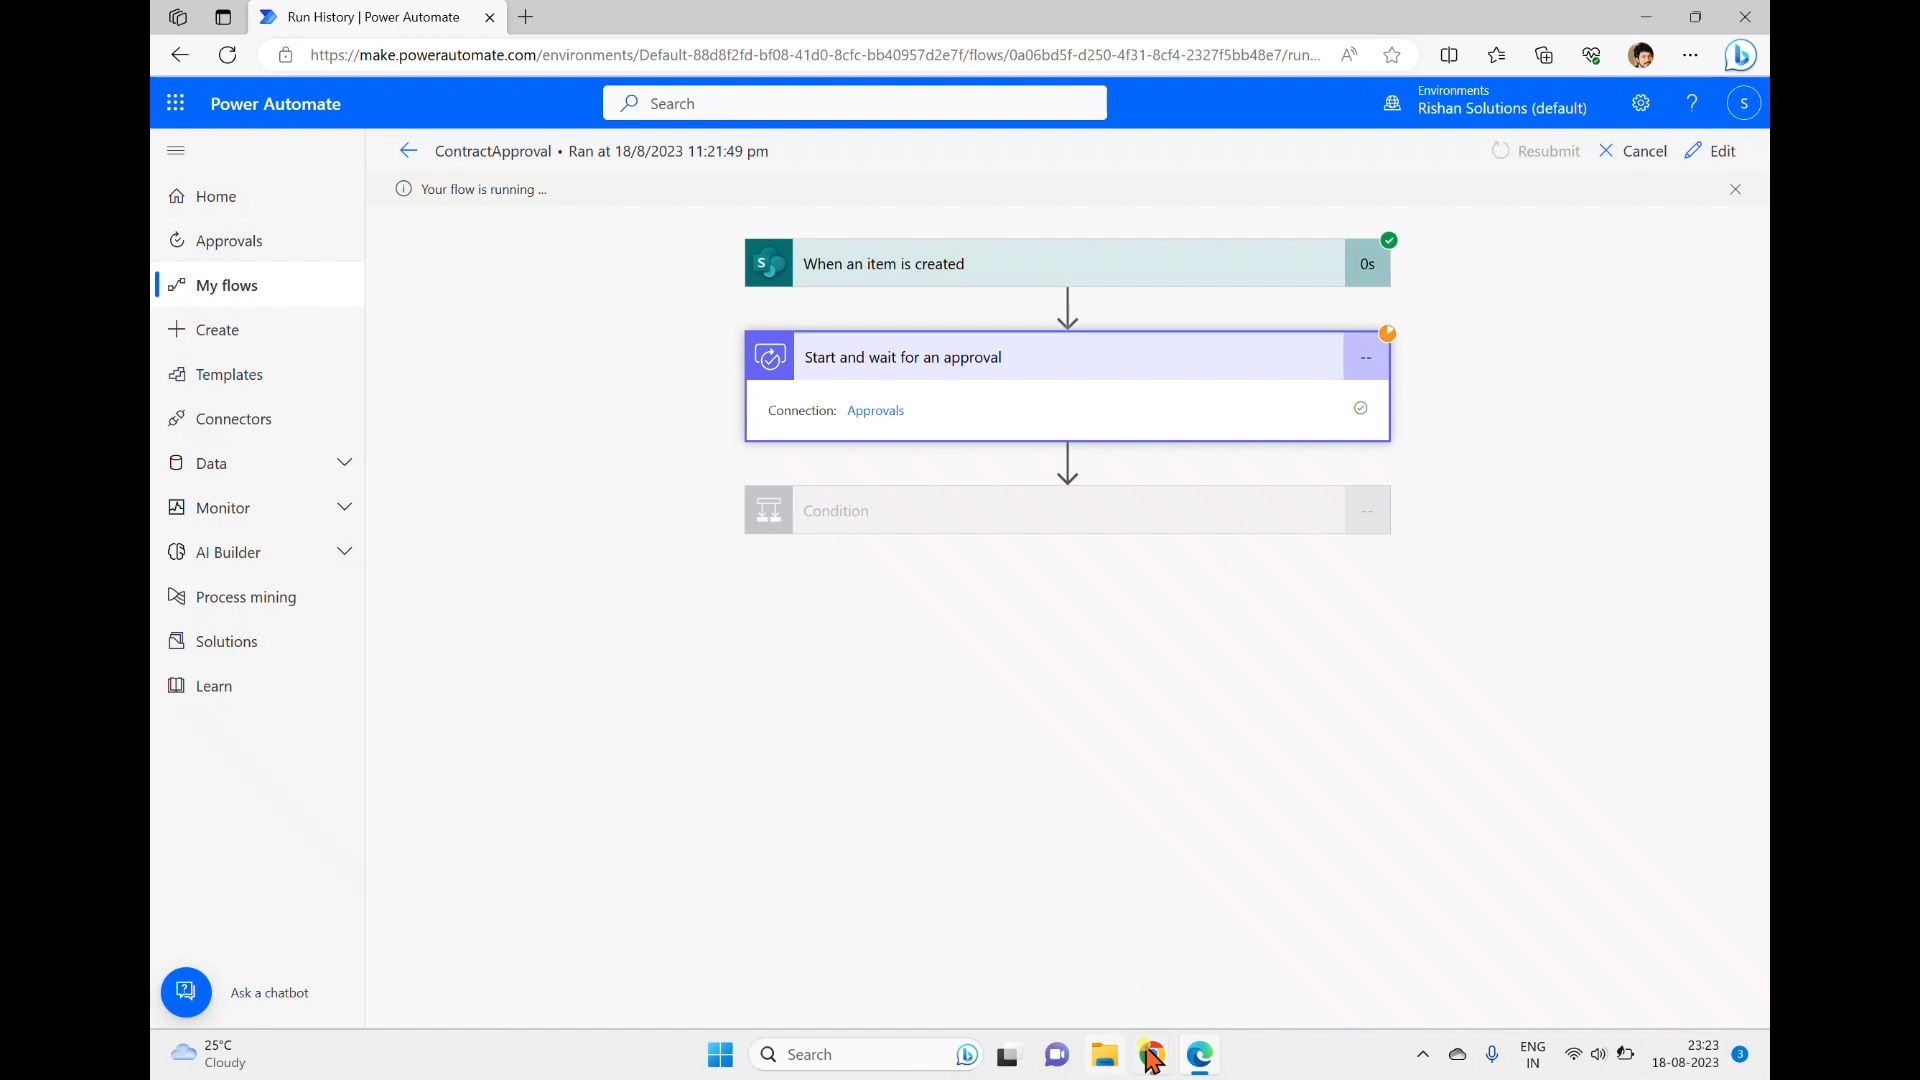 Run History | Power Automate
https://make.powerautomate.com/environments/Default-88d8f2fd-bf08-41d0-8cfc-bb40957d2e7f/flows/0a06bd5f-d250-4f31-8cf4-2327f5bb48e7/run...
Power Automate
Search
Environments
Rishan Solutions (default)
?
S
ContractApproval • Ran at 18/8/2023 11:21:49 pm
Resubmit
Cancel
Edit
Your flow is running ...
Home
Approvals
My flows
Create
Templates
Connectors
Data
Monitor
AI Builder
Process mining
Solutions
Learn
Ask a chatbot
S
When an item is created
0s
Start and wait for an approval
--
Connection: Approvals
Condition
--
25°C
Cloudy
Search
ENG
IN
23:23
18-08-2023
3